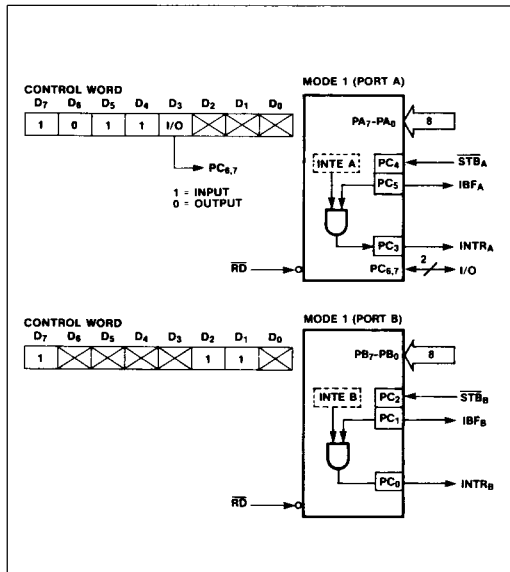 MODE 1 (PORT A)
CONTROL WORD
D7 D6 D5 D4 D3 D2 D1 D0
1 0 1 1 I/O
PC6,7
1 = INPUT
0 = OUTPUT
PA7-PA0
8
INTE A
PC4
STBA
PC5
IBFA
PC3
INTRA
RD
PC6,7
2
I/O
MODE 1 (PORT B)
CONTROL WORD
D7 D6 D5 D4 D3 D2 D1 D0
1 1 1
PB7-PB0
8
INTE B
PC2
STBB
PC1
IBFB
PC0
INTRB
RD